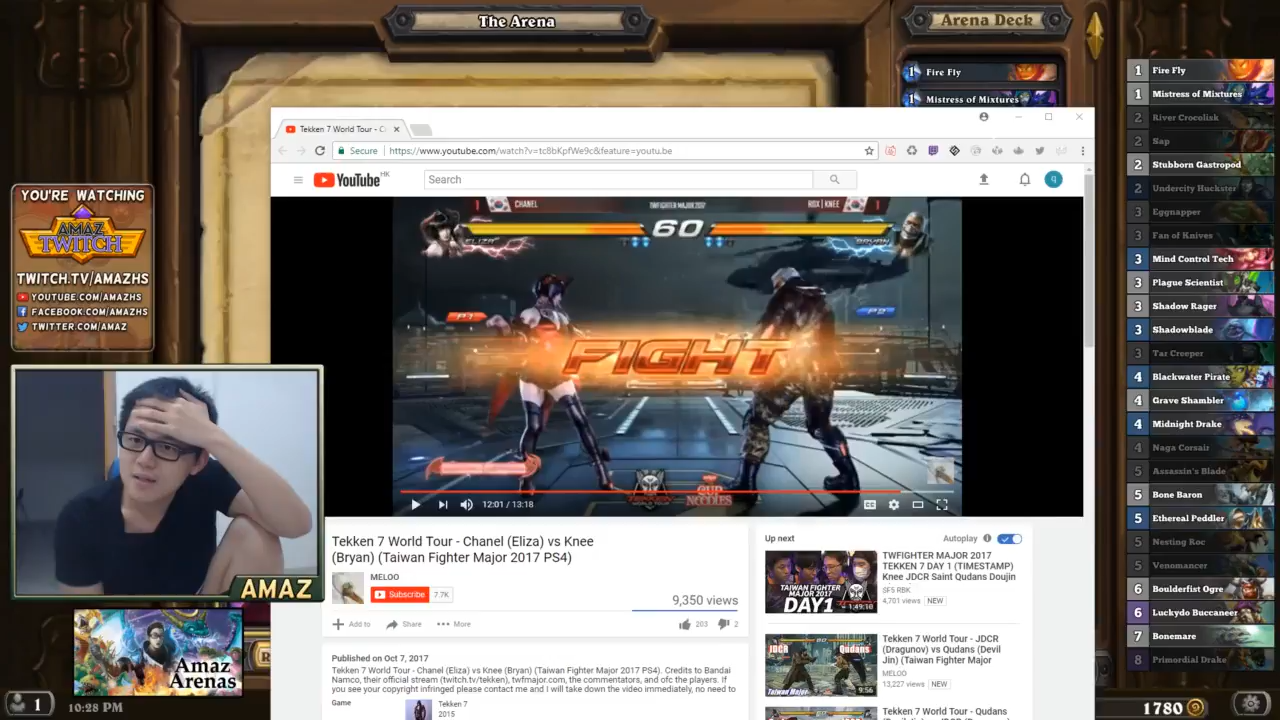 The Arena
Arena Deck
1 Fire Fly
1 Mistress of Mixtures
YOU'RE WATCHING
AMAZ
TWITCH
TWITCH.TV/AMAZHS
YOUTUBE.COM/AMAZHS
FACEBOOK.COM/AMAZHS
TWITTER.COM/AMAZ
AMAZ
Amaz
Arenas
1
10:28 PM
Tekken 7 World Tour - C
Secure
https://www.youtube.com/watch?v=tc8bKpfWe9c&feature=youtu.be
YouTube HK
Search
q
CHANEL
TWFIGHTER MAJOR 2017
ROX | KNEE
1
ELIZA
60
BRYAN
P1
P2
FIGHT
TEKKEN
CUP
NOODLES
12:01 / 13:18
CC
Tekken 7 World Tour - Chanel (Eliza) vs Knee
(Bryan) (Taiwan Fighter Major 2017 PS4)
MELOO
Subscribe 7.7K
9,350 views
Add to
Share
More
203
2
Published on Oct 7, 2017
Tekken 7 World Tour - Chanel (Eliza) vs Knee (Bryan) (Taiwan Fighter Major 2017 PS4). Credits to Bandai
Namco, their official stream (twitch.tv/tekken), twfmajor.com, the commentators, and ofc the players. If
you see your copyright infringed please contact me and I will take down the video immediately, no need to
Game
Tekken 7
2015
Up next
Autoplay
TAIWAN FIGHTER
MAJOR 2017
DAY1
1:49:10
TWFIGHTER MAJOR 2017
TEKKEN 7 DAY 1 (TIMESTAMP)
Knee JDCR Saint Qudans Doujin
SF5 RBK
4,701 views NEW
JDCR
Qudans
Taiwan Major
9:56
Tekken 7 World Tour - JDCR
(Dragunov) vs Qudans (Devil
Jin) (Taiwan Fighter Major
MELOO
13,227 views NEW
Tekken 7 World Tour - Qudans
1 Fire Fly
1 Mistress of Mixtures
2 River Crocolisk
2 Sap
2 Stubborn Gastropod
2 Undercity Huckster
3 Eggnapper
3 Fan of Knives
3 Mind Control Tech
3 Plague Scientist
3 Shadow Rager
3 Shadowblade
3 Tar Creeper
4 Blackwater Pirate
4 Grave Shambler
4 Midnight Drake
4 Naga Corsair
5 Assassin's Blade
5 Bone Baron
5 Ethereal Peddler
5 Nesting Roc
5 Venomancer
6 Boulderfist Ogre
6 Luckydo Buccaneer
7 Bonemare
8 Primordial Drake
1780